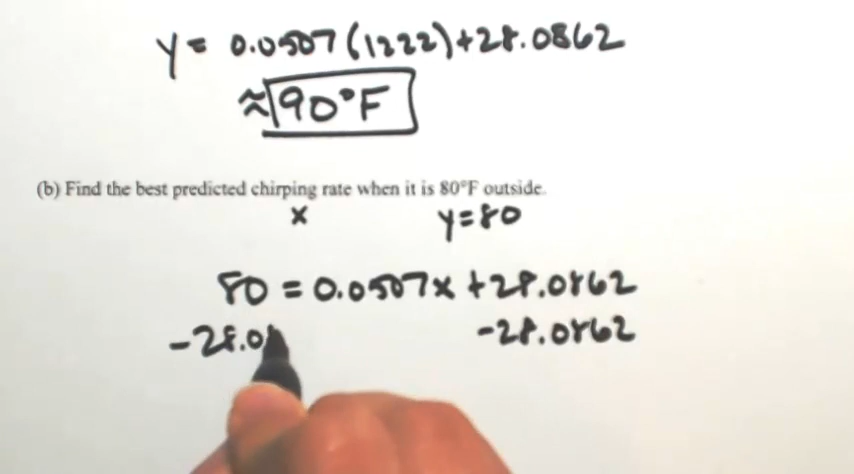 y = 0.0507(1222)+28.0862
≈ 90°F
(b) Find the best predicted chirping rate when it is 80°F outside.
x y=80
80 = 0.0507x +28.0862
-28.0 -28.0862